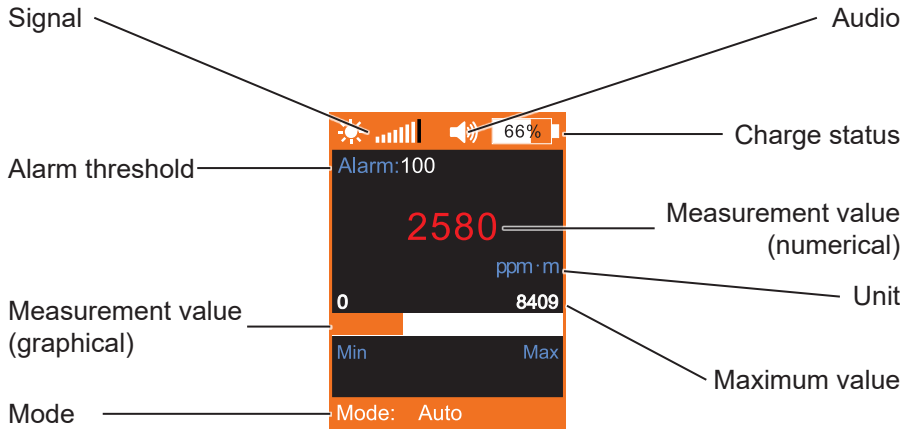 Signal
Audio
66%
Charge status
Alarm threshold
Alarm:100
2580
Measurement value
(numerical)
ppm·m
Unit
0
8409
Measurement value
(graphical)
Min
Max
Maximum value
Mode
Mode: Auto